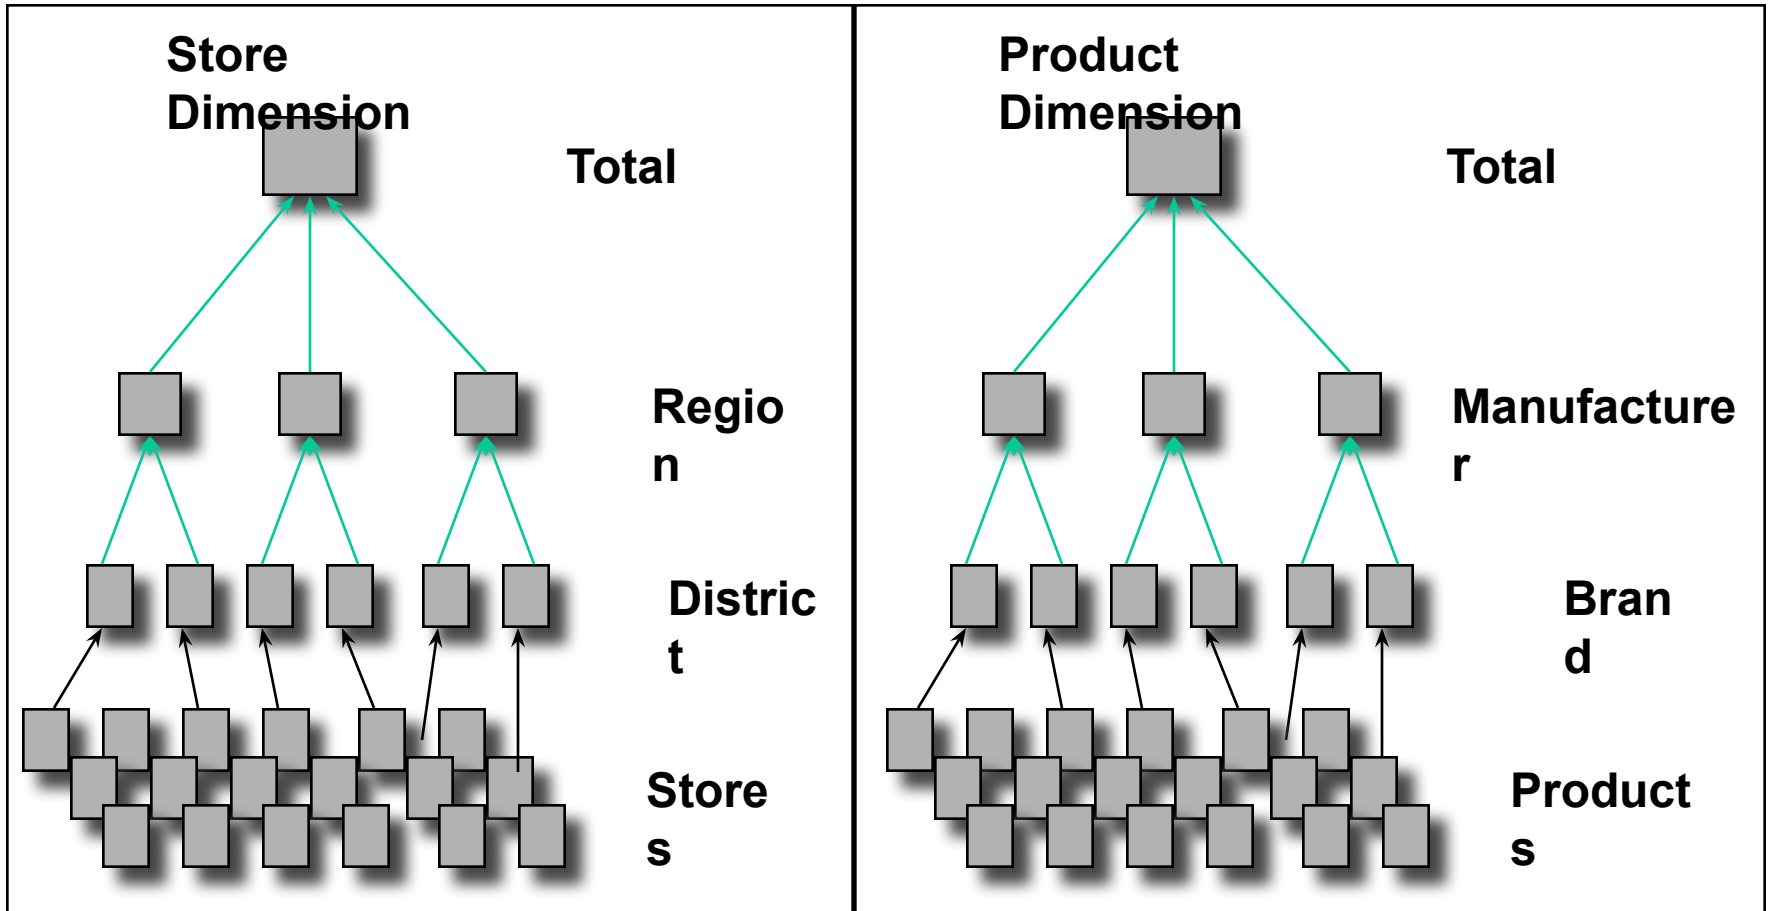 Store
Dimension
Total
Regio
n
Distric
t
Store
s
Product
Dimension
Total
Manufacture
r
Bran
d
Product
s